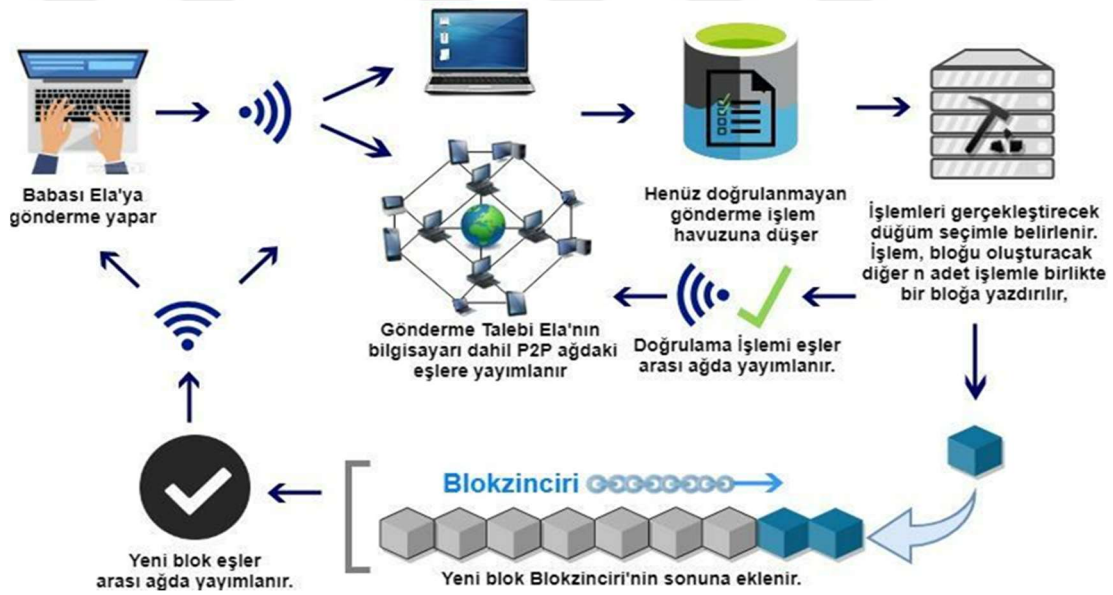 Babası Ela'ya
gönderme yapar
Gönderme Talebi Ela'nın
bilgisayarı dahil P2P ağdaki
eşlere yayımlanır
Henüz doğrulanmayan
gönderme işlem
havuzuna düşer
İşlemleri gerçekleştirecek
düğüm seçimle belirlenir.
İşlem, bloğu oluşturacak
diğer n adet işlemle birlikte
bir bloğa yazdırılır,
Doğrulama İşlemi eşler
arası ağda yayımlanır.
Blokzinciri
Yeni blok Blokzinciri'nin sonuna eklenir.
Yeni blok eşler
arası ağda yayımlanır.